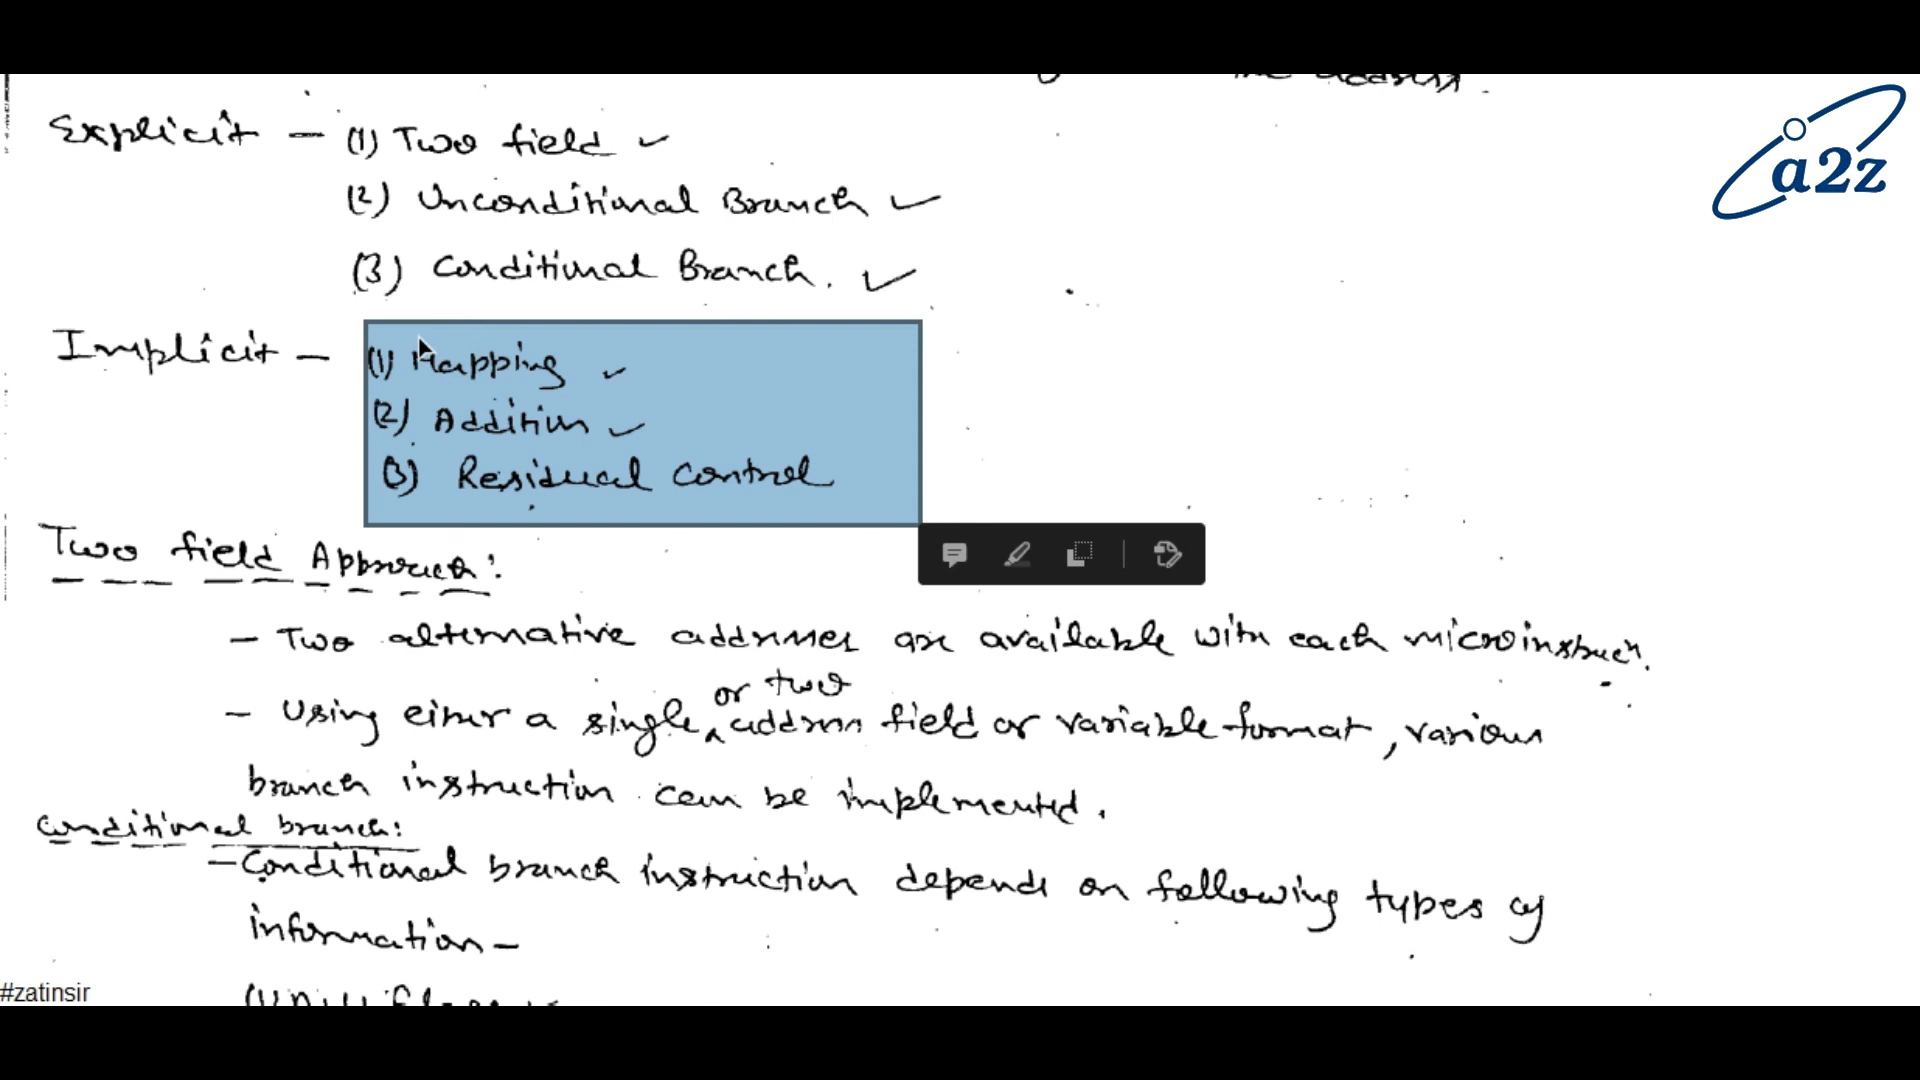 the address.
a2z
Explicit - (1) Two field ✓
(2) Unconditional Branch ✓
(3) Conditional Branch. ✓
Implicit - (1) Mapping ✓
(2) Addition ✓
(3) Residual Control
Two field Approach:
- Two alternative addresses are available with each microinstrucn.
- Using either a single or two address field or variable format, various
branch instruction can be implemented.
Conditional branch:
- Conditional branch instruction depends on following types of
information -
#zatinsir